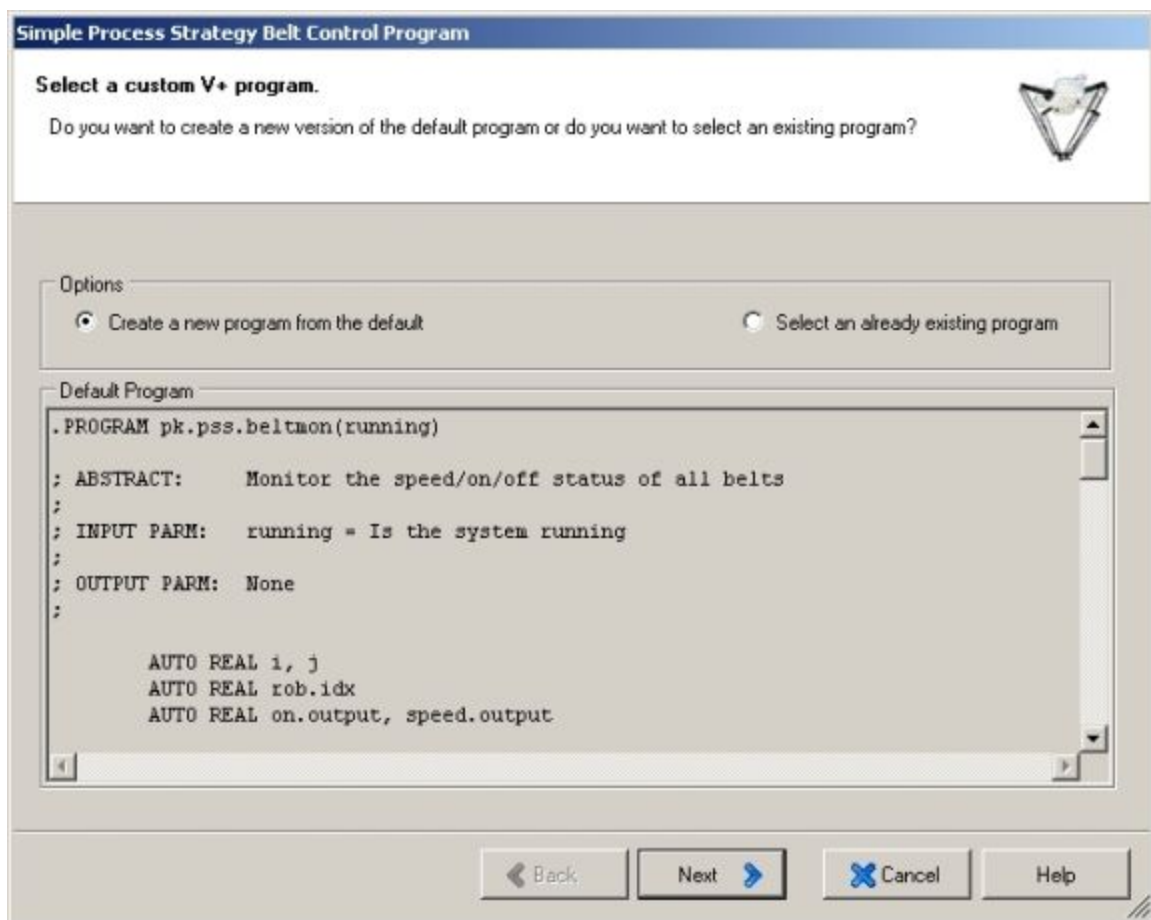 Simple Process Strategy Belt Control Program
Select a custom V+ program.
Do you want to create a new version of the default program or do you want to select an existing program?
Options
Create a new program from the default
Select an already existing program
Default Program
.PROGRAM pk.pss.beltmon(running)
; ABSTRACT:     Monitor the speed/on/off status of all belts
;
; INPUT PARM:   running = Is the system running
;
; OUTPUT PARM:  None
;
AUTO REAL i, j
AUTO REAL rob.idx
AUTO REAL on.output, speed.output
Back
Next
Cancel
Help